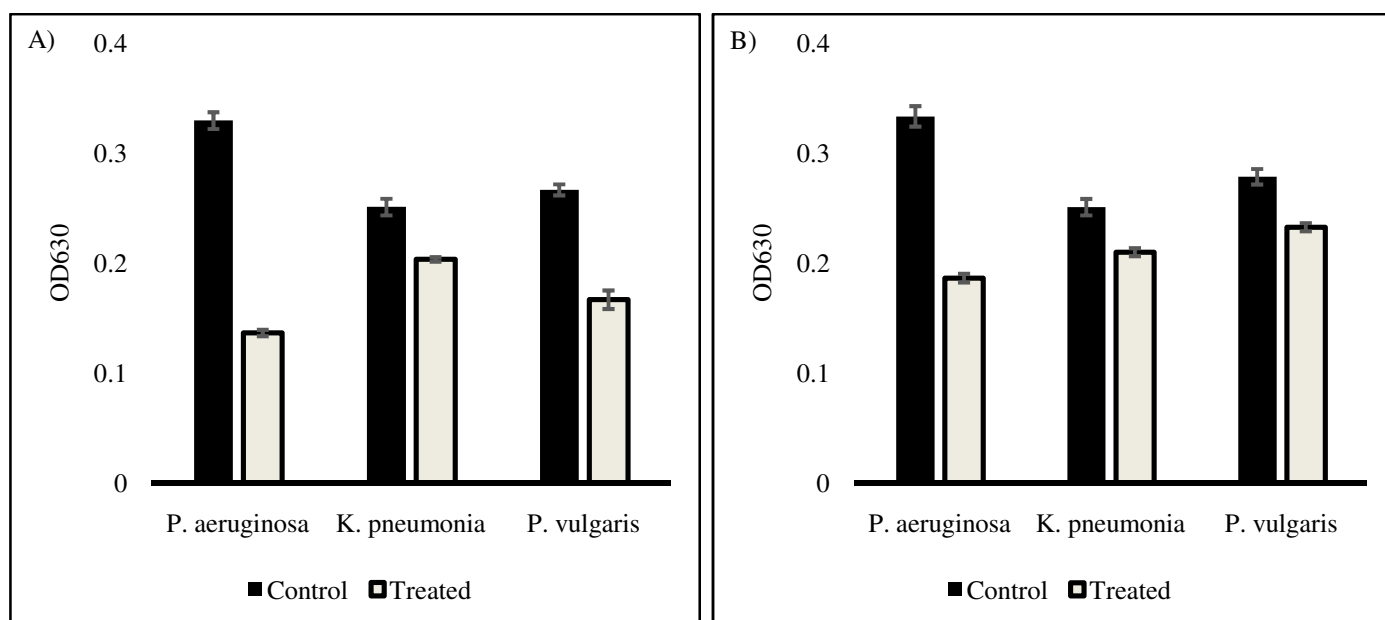 A)
0.4
0.3
0.2
0.1
0
OD630
P. aeruginosa K. pneumonia P. vulgaris
Control Treated
B)
0.4
0.3
0.2
0.1
0
OD630
P. aeruginosa K. pneumonia P. vulgaris
Control Treated